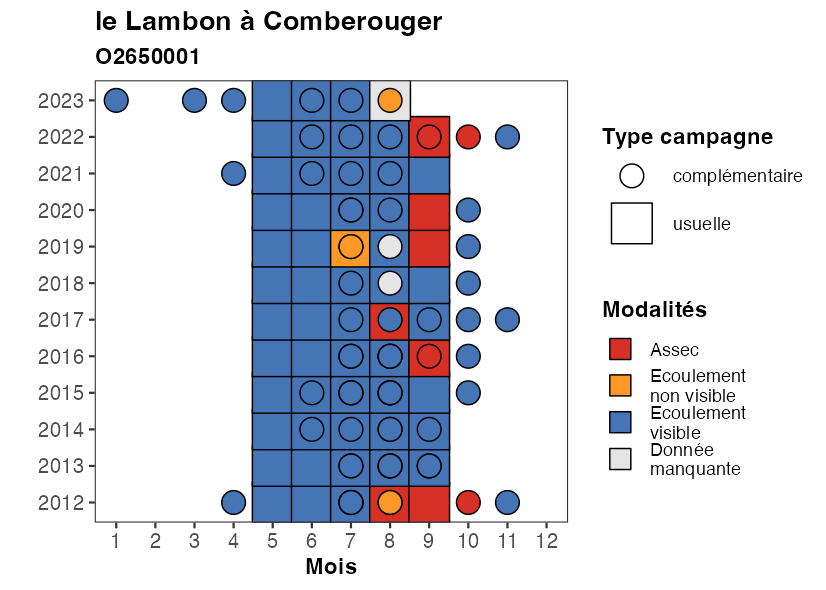 le Lambon à Comberouger
O2650001
2023
2022
2021
2020
2019
2018
2017
2016
2015
2014
2013
2012
1 2 3 4 5 6 7 8 9 10 11 12
Mois
Type campagne
complémentaire
usuelle
Modalités
Assec
Ecoulement
non visible
Ecoulement
visible
Donnée
manquante